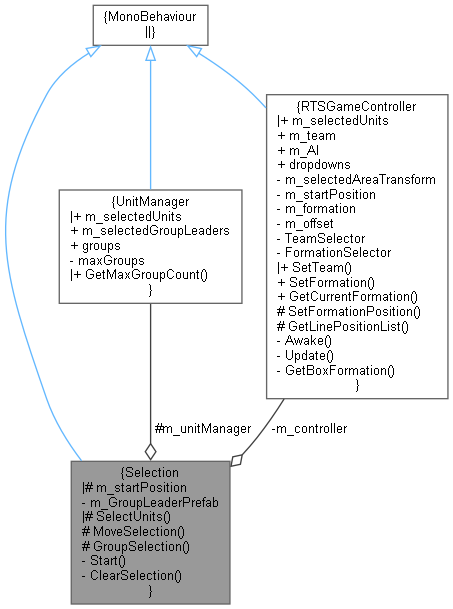 {MonoBehaviour
||}
{RTSGameController
|+ m_selectedUnits
+ m_team
+ m_AI
+ dropdowns
- m_selectedAreaTransform
- m_startPosition
- m_formation
- m_offset
- TeamSelector
- FormationSelector
|+ SetTeam()
+ SetFormation()
+ GetCurrentFormation()
# SetFormationPosition()
# GetLinePositionList()
- Awake()
- Update()
- GetBoxFormation()
}
{UnitManager
|+ m_selectedUnits
+ m_selectedGroupLeaders
+ groups
- maxGroups
|+ GetMaxGroupCount()
}
#m_unitManager
-m_controller
{Selection
|# m_startPosition
- m_GroupLeaderPrefab
|# SelectUnits()
# MoveSelection()
# GroupSelection()
- Start()
- ClearSelection()
}